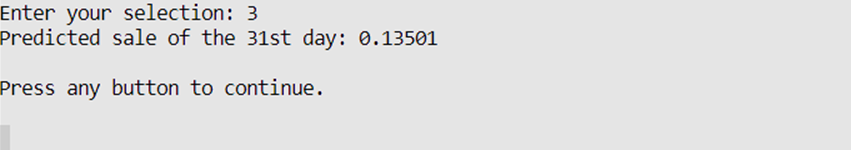 Enter your selection: 3
Predicted sale of the 31st day: 0.13501
Press any button to continue.